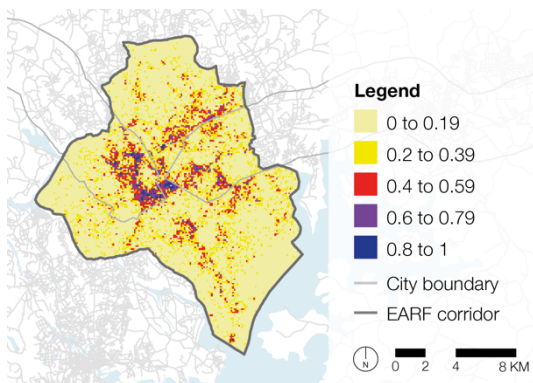 Legend
0 to 0.19
0.2 to 0.39
0.4 to 0.59
0.6 to 0.79
0.8 to 1
City boundary
EARF corridor
N
0 2 4 8 KM